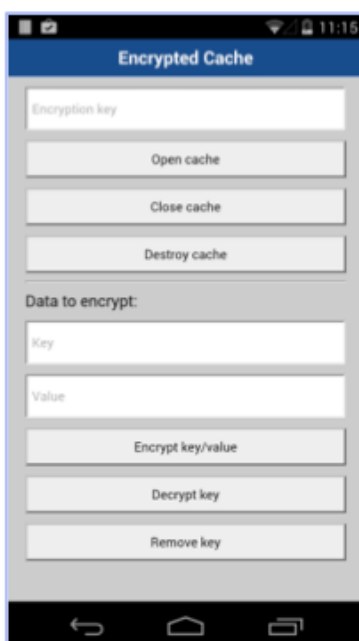 11:15
Encrypted Cache
Encryption key
Open cache
Close cache
Destroy cache
Data to encrypt:
Key
Value
Encrypt key/value
Decrypt key
Remove key